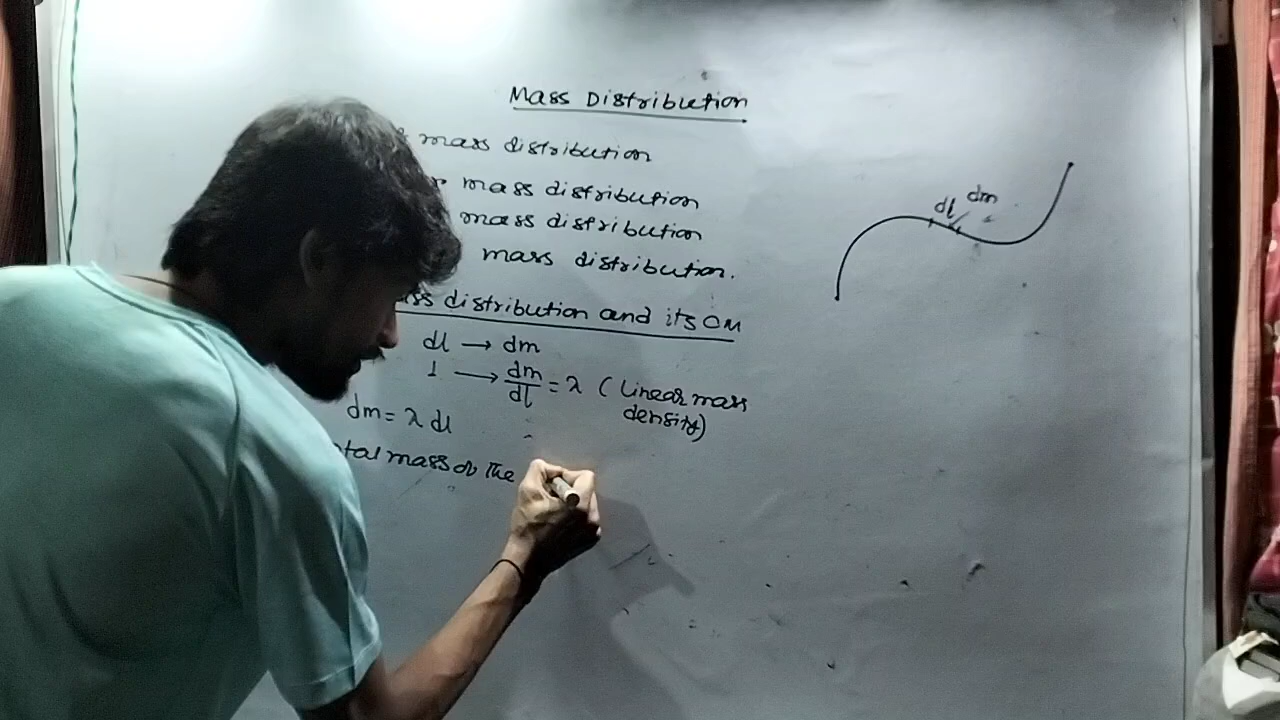 Mass Distribution
mass distribution
mass distribution
mass distribution
mass distribution.
distribution and its CM
dl → dm
1 → dm/dl = λ (Linear mass
density)
dm = λ dl
mass of the
dl
dm